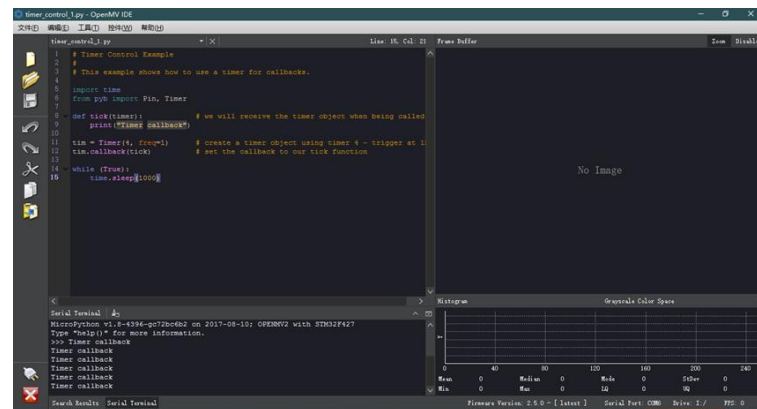 timer_control_1.py - OpenMV IDE
文件(F) 编辑(E) 工具(T) 控件(W) 帮助(H)
timer_control_1.py Line: 15, Col: 21 Frame Buffer Zoom Disable
1 # Timer Control Example
2 #
3 # This example shows how to use a timer for callbacks.
4
5 import time
6 from pyb import Pin, Timer
7
8 def tick(timer): # we will receive the timer object when being called
9 print("Timer callback")
10
11 tim = Timer(4, freq=1) # create a timer object using timer 4 - trigger at 1
12 tim.callback(tick) # set the callback to our tick function
13
14 while (True):
15 time.sleep(1000)
No Image
Histogram Grayscale Color Space
Serial Terminal
MicroPython v1.8-4396-gc72bc6b2 on 2017-08-10; OPENMV2 with STM32F427
Type "help()" for more information.
>>> Timer callback
Timer callback
Timer callback
Timer callback
Timer callback
Timer callback
0 40 80 120 160 200 240
Mean 0 Median 0 Mode 0 StDev 0
Min 0 Max 0 LQ 0 UQ 0
Search Results Serial Terminal
Firmware Version: 2.5.0 - [ latest ] Serial Port: COM6 Drive: I:/ FPS: 0